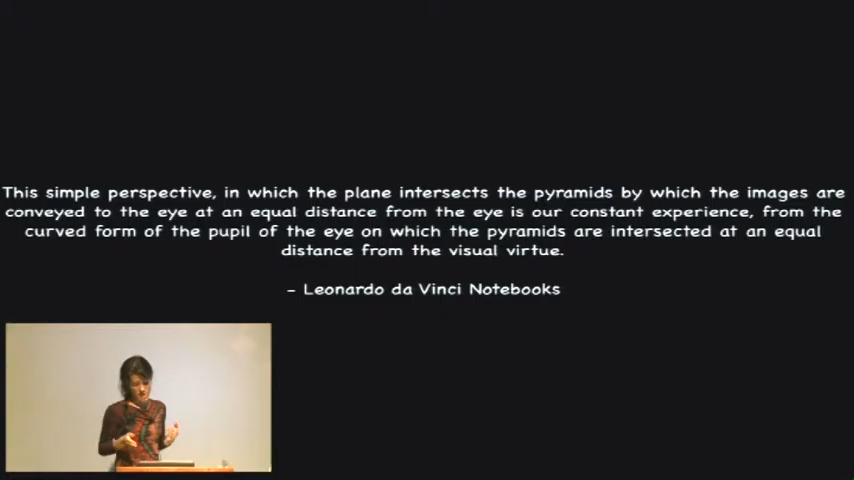 This simple perspective, in which the plane intersects the pyramids by which the images are
conveyed to the eye at an equal distance from the eye is our constant experience, from the
curved form of the pupil of the eye on which the pyramids are intersected at an equal
distance from the visual virtue.
– Leonardo da Vinci Notebooks